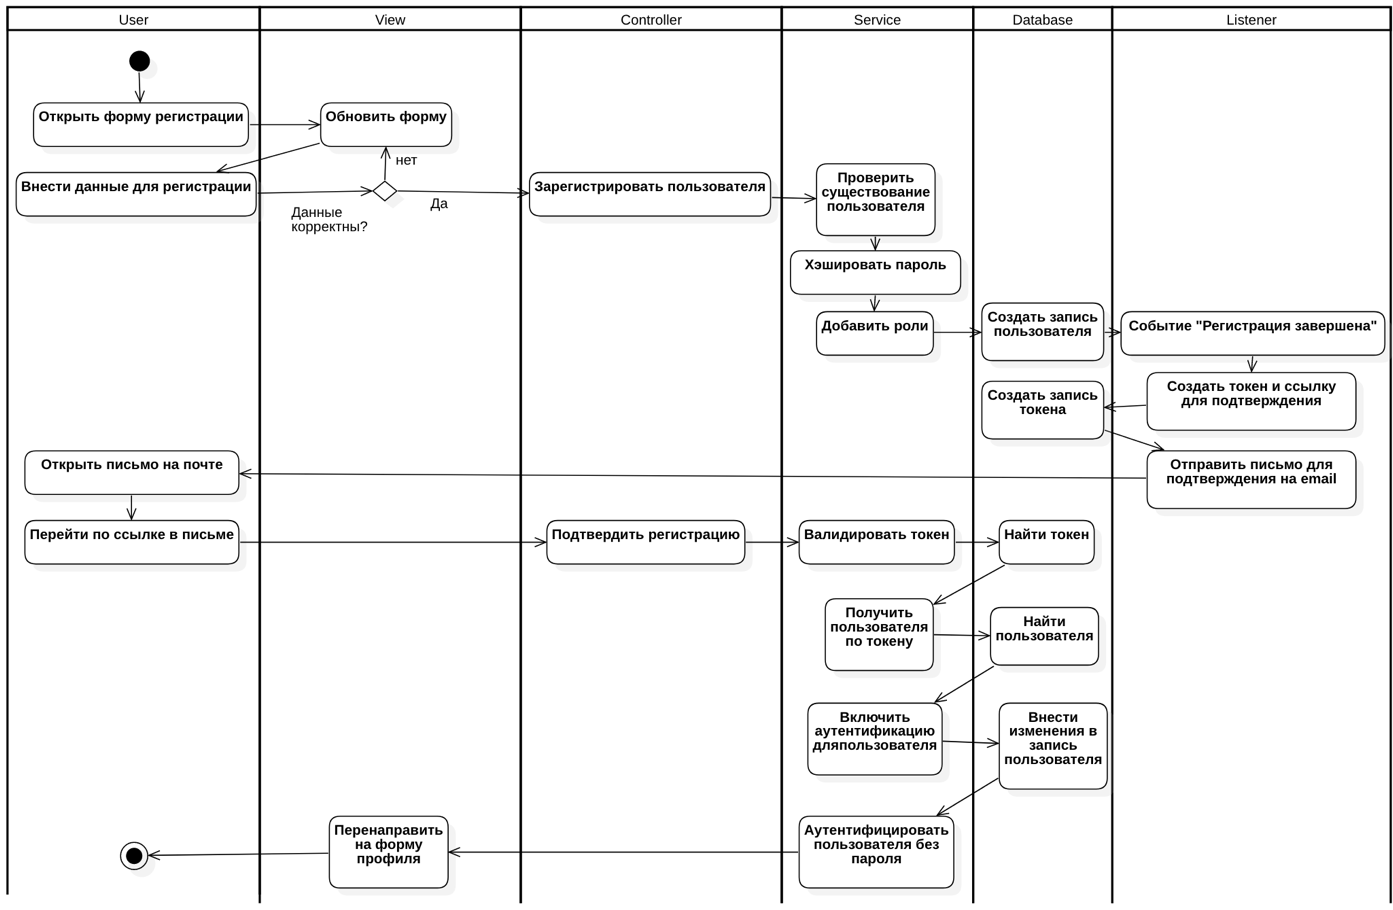 User
View
Controller
Service
Database
Listener
Открыть форму регистрации
Обновить форму
нет
Внести данные для регистрации
Данные
корректны?
Да
Зарегистрировать пользователя
Проверить
существование
пользователя
Хэшировать пароль
Добавить роли
Создать запись
пользователя
Событие "Регистрация завершена"
Создать токен и ссылку
для подтверждения
Создать запись
токена
Отправить письмо для
подтверждения на email
Открыть письмо на почте
Перейти по ссылке в письме
Подтвердить регистрацию
Валидировать токен
Найти токен
Получить
пользователя
по токену
Найти
пользователя
Включить
аутентификацию
дляпользователя
Внести
изменения в
запись
пользователя
Аутентифицировать
пользователя без
пароля
Перенаправить
на форму
профиля